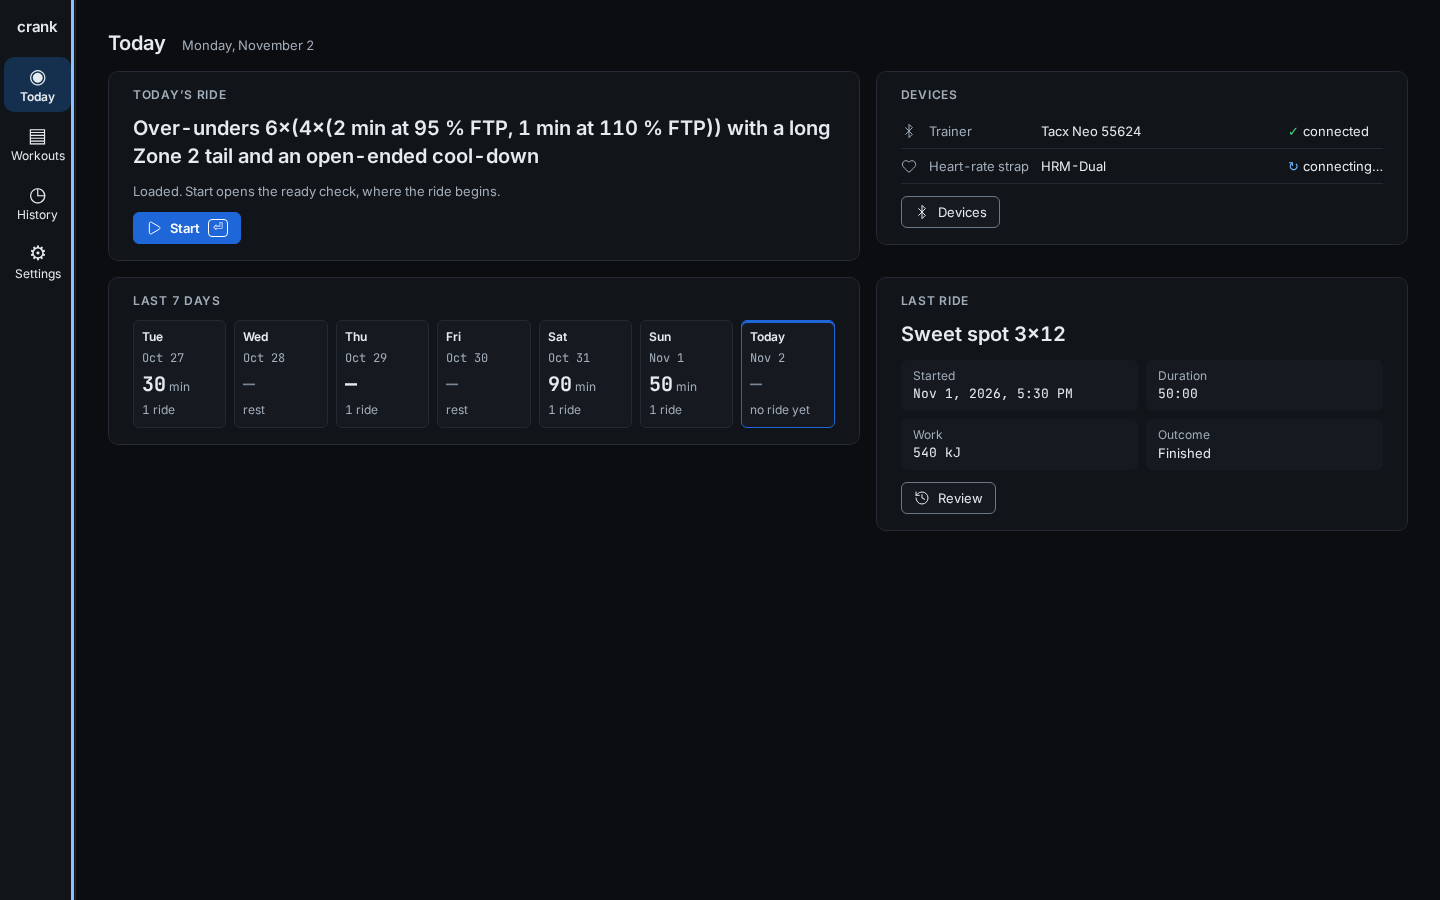 crank
Today
Workouts
History
Settings
Today Monday, November 2
TODAY’S RIDE
Over-unders 6×(4×(2 min at 95 % FTP, 1 min at 110 % FTP)) with a long
Zone 2 tail and an open-ended cool-down
Loaded. Start opens the ready check, where the ride begins.
Start ⏎
DEVICES
Trainer Tacx Neo 55624 ✓ connected
Heart-rate strap HRM-Dual ↻ connecting…
Devices
LAST 7 DAYS
Tue
Oct 27
30 min
1 ride
Wed
Oct 28
—
rest
Thu
Oct 29
—
1 ride
Fri
Oct 30
—
rest
Sat
Oct 31
90 min
1 ride
Sun
Nov 1
50 min
1 ride
Today
Nov 2
—
no ride yet
LAST RIDE
Sweet spot 3×12
Started
Nov 1, 2026, 5:30 PM
Duration
50:00
Work
540 kJ
Outcome
Finished
Review